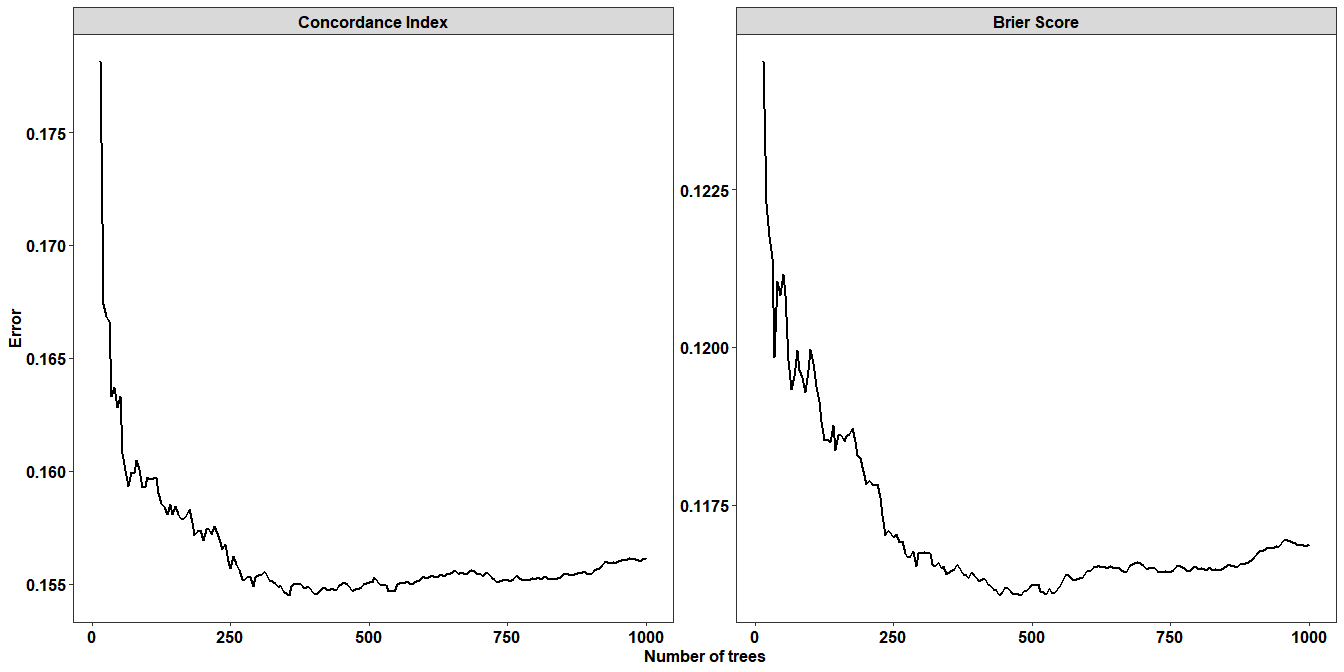 Concordance Index
Brier Score
Error
0.175
0.170
0.165
0.160
0.155
0.1225
0.1200
0.1175
0 250 500 750 1000
0 250 500 750 1000
Number of trees